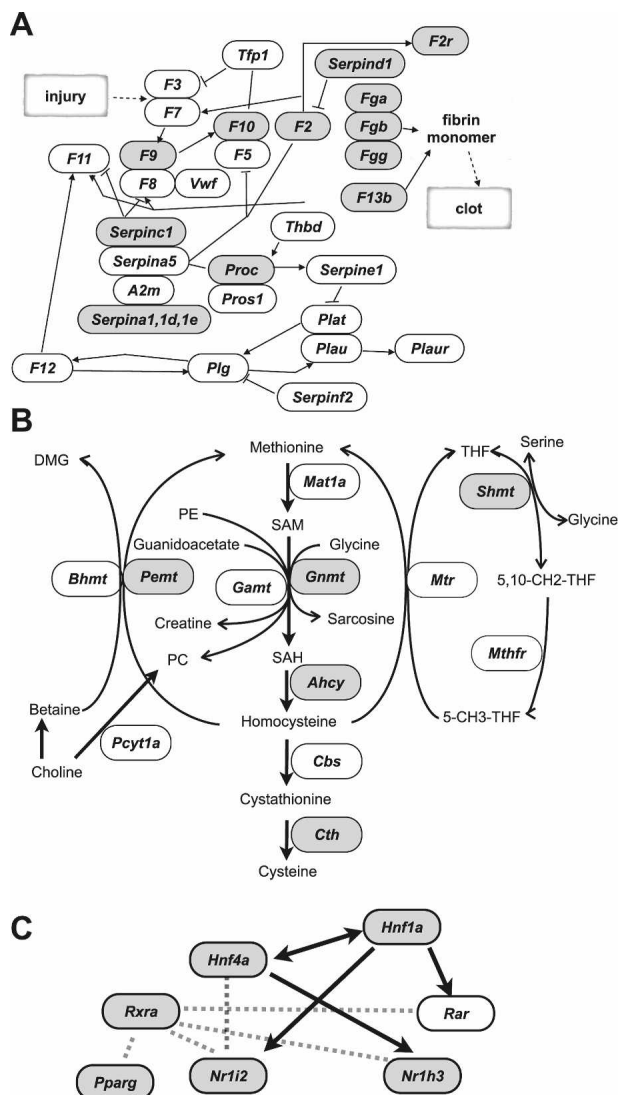 A
F2r
Tfp1
Serpind1
F3
injury
Fga
F7
F10
F2
Fgb
fibrin
monomer
F11
F9
F5
Fgg
F8
Vwf
F13b
clot
Serpinc1
Thbd
Serpina5
Proc
Serpine1
A2m
Pros1
Serpina1,1d,1e
Plat
Plau
Plaur
F12
Plg
Serpinf2
B
Methionine
THF
Serine
DMG
Mat1a
Shmt
PE
SAM
Glycine
Guanidoacetate
Glycine
Bhmt
Pemt
Gamt
Gnmt
Mtr
5,10-CH2-THF
Creatine
Sarcosine
PC
SAH
Mthfr
Ahcy
Betaine
Homocysteine
5-CH3-THF
Pcyt1a
Choline
Cbs
Cystathionine
Cth
Cysteine
C
Hnf1a
Hnf4a
Rxra
Rar
Pparg
Nr1i2
Nr1h3